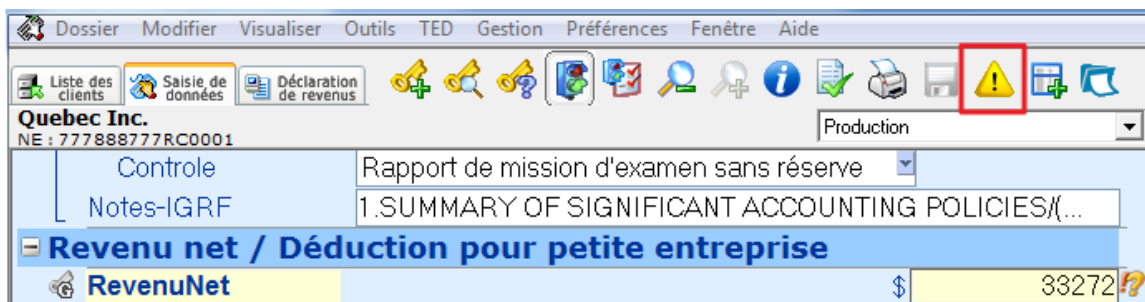 Dossier Modifier Visualiser Outils TED Gestion Préférences Fenêtre Aide
Liste des clients Saisie de données Déclaration de revenus
Quebec Inc.
NE : 777888777RC0001
Production
Controle Rapport de mission d'examen sans réserve
Notes-IGRF 1.SUMMARY OF SIGNIFICANT ACCOUNTING POLICIES/(...
Revenu net / Déduction pour petite entreprise
RevenuNet $ 33272